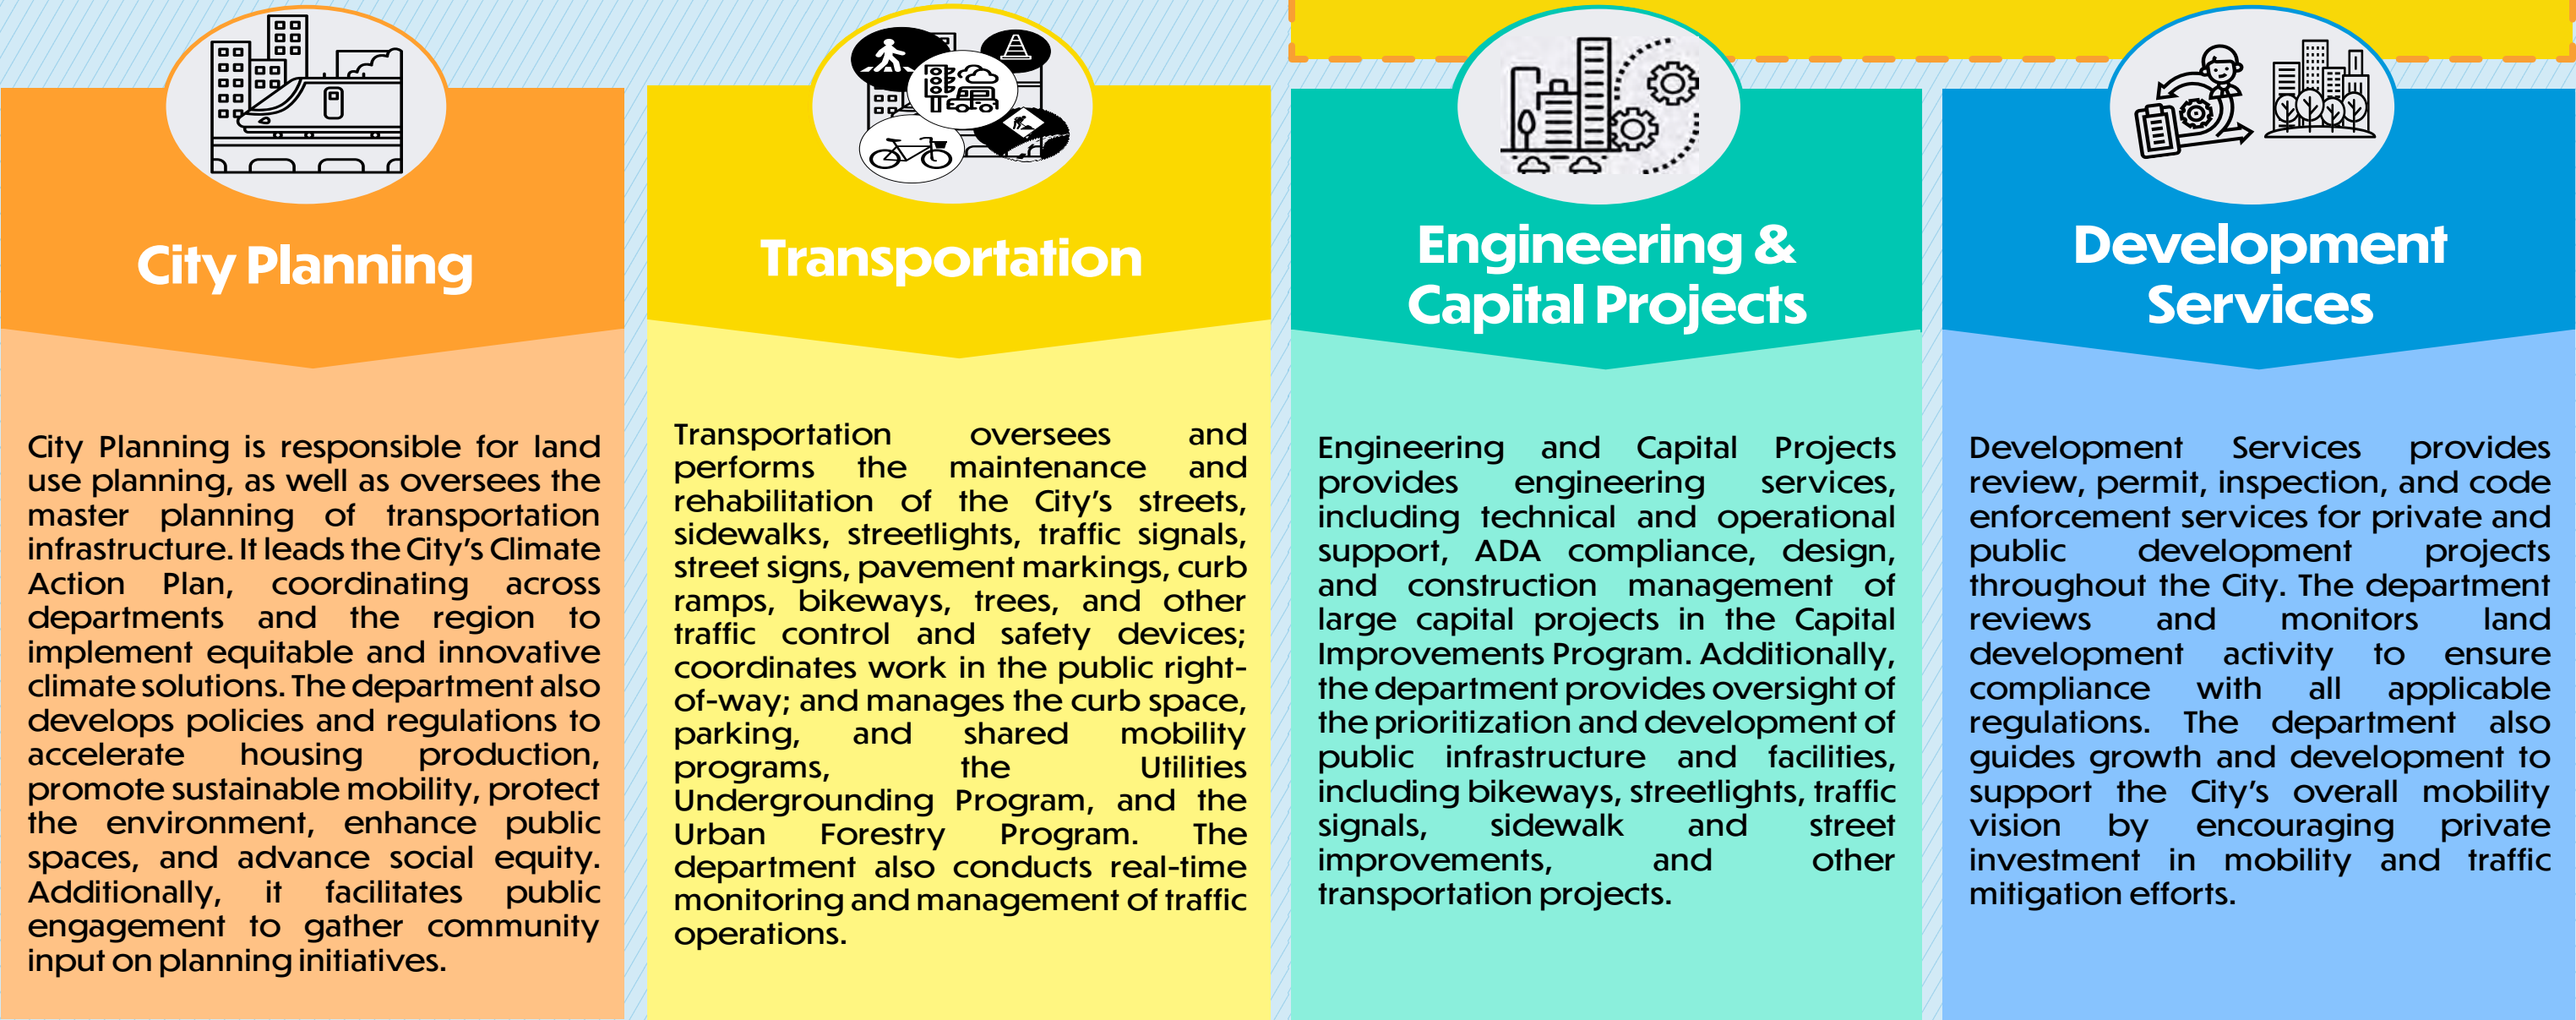 City Planning
City Planning is responsible for land
use planning, as well as oversees the
master planning of transportation
infrastructure. It leads the City's Climate
Action Plan, coordinating across
departments and the region to
implement equitable and innovative
climate solutions. The department also
develops policies and regulations to
accelerate housing production,
promote sustainable mobility, protect
the environment, enhance public
spaces, and advance social equity.
Additionally, it facilitates public
engagement to gather community
input on planning initiatives.
Transportation
Transportation oversees and
performs the maintenance and
rehabilitation of the City's streets,
sidewalks, streetlights, traffic signals,
street signs, pavement markings, curb
ramps, bikeways, trees, and other
traffic control and safety devices;
coordinates work in the public right-
of-way; and manages the curb space,
parking, and shared mobility
programs, the Utilities
Undergrounding Program, and the
Urban Forestry Program. The
department also conducts real-time
monitoring and management of traffic
operations.
Engineering &
Capital Projects
Engineering and Capital Projects
provides engineering services,
including technical and operational
support, ADA compliance, design,
and construction management of
large capital projects in the Capital
Improvements Program. Additionally,
the department provides oversight of
the prioritization and development of
public infrastructure and facilities,
including bikeways, streetlights, traffic
signals, sidewalk and street
improvements, and other
transportation projects.
Development
Services
Development Services provides
review, permit, inspection, and code
enforcement services for private and
public development projects
throughout the City. The department
reviews and monitors land
development activity to ensure
compliance with all applicable
regulations. The department also
guides growth and development to
support the City's overall mobility
vision by encouraging private
investment in mobility and traffic
mitigation efforts.